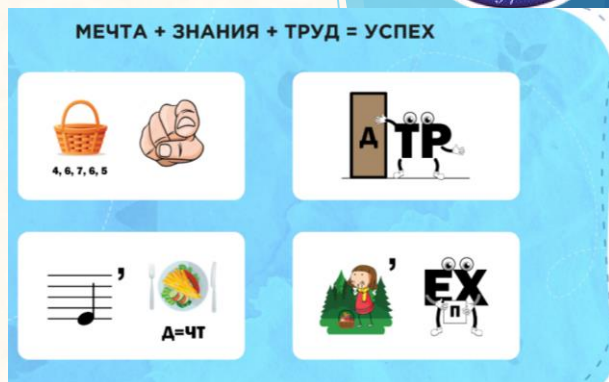 МЕЧТА + ЗНАНИЯ + ТРУД = УСПЕХ
4, 6, 7, 6, 5
Д ТР
,
Д=ЧТ
, ЕХ
П